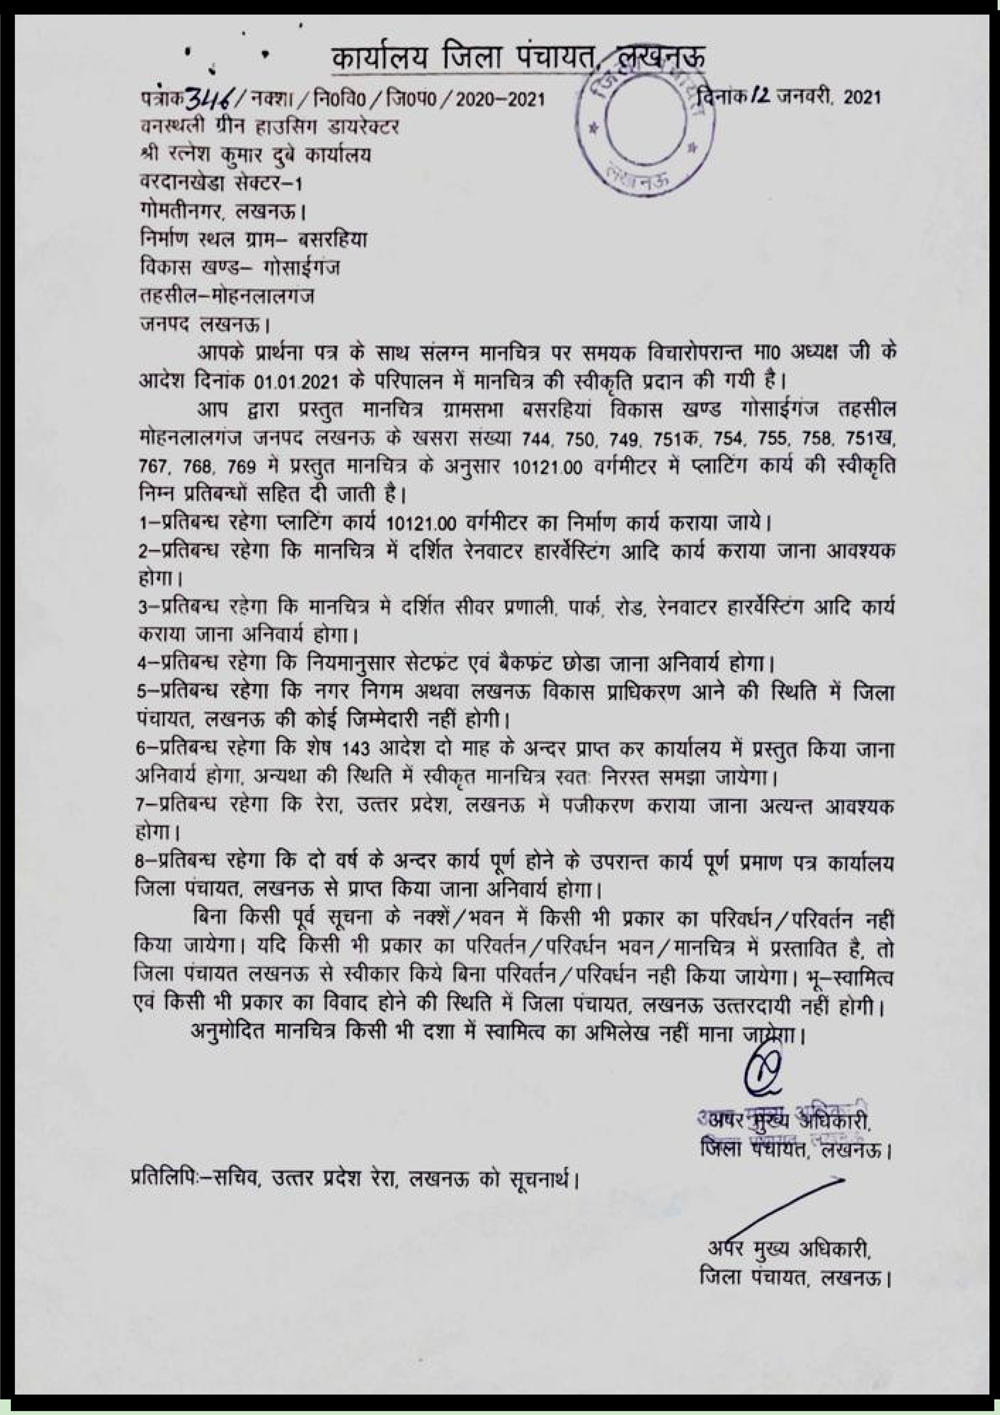 कार्यालय जिला पंचायत, लखनऊ
पत्रांक 346/नक्शा/नि0वि0/जि0पं0/2020-2021
दिनांक 12 जनवरी, 2021
जिला पंचायत
लखनऊ
वनस्थली ग्रीन हाउसिंग डायरेक्टर
श्री रत्नेश कुमार दुबे कार्यालय
वरदानखेडा सेक्टर-1
गोमतीनगर, लखनऊ।
निर्माण स्थल ग्राम- बसरहिया
विकास खण्ड- गोसाईगंज
तहसील-मोहनलालगंज
जनपद लखनऊ।
आपके प्रार्थना पत्र के साथ संलग्न मानचित्र पर समयक विचारोपरान्त मा0 अध्यक्ष जी के
आदेश दिनांक 01.01.2021 के परिपालन में मानचित्र की स्वीकृति प्रदान की गयी है।
आप द्वारा प्रस्तुत मानचित्र ग्रामसभा बसरहियां विकास खण्ड गोसाईगंज तहसील
मोहनलालगंज जनपद लखनऊ के खसरा संख्या 744, 750, 749, 751क, 754, 755, 758, 751ख,
767, 768, 769 में प्रस्तुत मानचित्र के अनुसार 10121.00 वर्गमीटर में प्लाटिंग कार्य की स्वीकृति
निम्न प्रतिबन्धों सहित दी जाती है।
1-प्रतिबन्ध रहेगा प्लाटिंग कार्य 10121.00 वर्गमीटर का निर्माण कार्य कराया जाये।
2-प्रतिबन्ध रहेगा कि मानचित्र में दर्शित रेनवाटर हारर्वेस्टिंग आदि कार्य कराया जाना आवश्यक
होगा।
3-प्रतिबन्ध रहेगा कि मानचित्र में दर्शित सीवर प्रणाली, पार्क, रोड, रेनवाटर हारर्वेस्टिंग आदि कार्य
कराया जाना अनिवार्य होगा।
4-प्रतिबन्ध रहेगा कि नियमानुसार सेटफ्रंट एवं बैकफ्रंट छोडा जाना अनिवार्य होगा।
5-प्रतिबन्ध रहेगा कि नगर निगम अथवा लखनऊ विकास प्राधिकरण आने की स्थिति में जिला
पंचायत, लखनऊ की कोई जिम्मेदारी नहीं होगी।
6-प्रतिबन्ध रहेगा कि शेष 143 आदेश दो माह के अन्दर प्राप्त कर कार्यालय में प्रस्तुत किया जाना
अनिवार्य होगा, अन्यथा की स्थिति में स्वीकृत मानचित्र स्वतः निरस्त समझा जायेगा।
7-प्रतिबन्ध रहेगा कि रेरा, उत्तर प्रदेश, लखनऊ में पंजीकरण कराया जाना अत्यन्त आवश्यक
होगा।
8-प्रतिबन्ध रहेगा कि दो वर्ष के अन्दर कार्य पूर्ण होने के उपरान्त कार्य पूर्ण प्रमाण पत्र कार्यालय
जिला पंचायत, लखनऊ से प्राप्त किया जाना अनिवार्य होगा।
बिना किसी पूर्व सूचना के नक्शें/भवन में किसी भी प्रकार का परिवर्धन/परिवर्तन नहीं
किया जायेगा। यदि किसी भी प्रकार का परिवर्तन/परिवर्धन भवन/मानचित्र में प्रस्तावित है, तो
जिला पंचायत लखनऊ से स्वीकार किये बिना परिवर्तन/परिवर्धन नही किया जायेगा। भू-स्वामित्व
एवं किसी भी प्रकार का विवाद होने की स्थिति में जिला पंचायत, लखनऊ उत्तरदायी नहीं होगी।
अनुमोदित मानचित्र किसी भी दशा में स्वामित्व का अभिलेख नहीं माना जायेगा।
अपर मुख्य अधिकारी,
जिला पंचायत, लखनऊ।
प्रतिलिपिः-सचिव, उत्तर प्रदेश रेरा, लखनऊ को सूचनार्थ।
अपर मुख्य अधिकारी,
जिला पंचायत, लखनऊ।